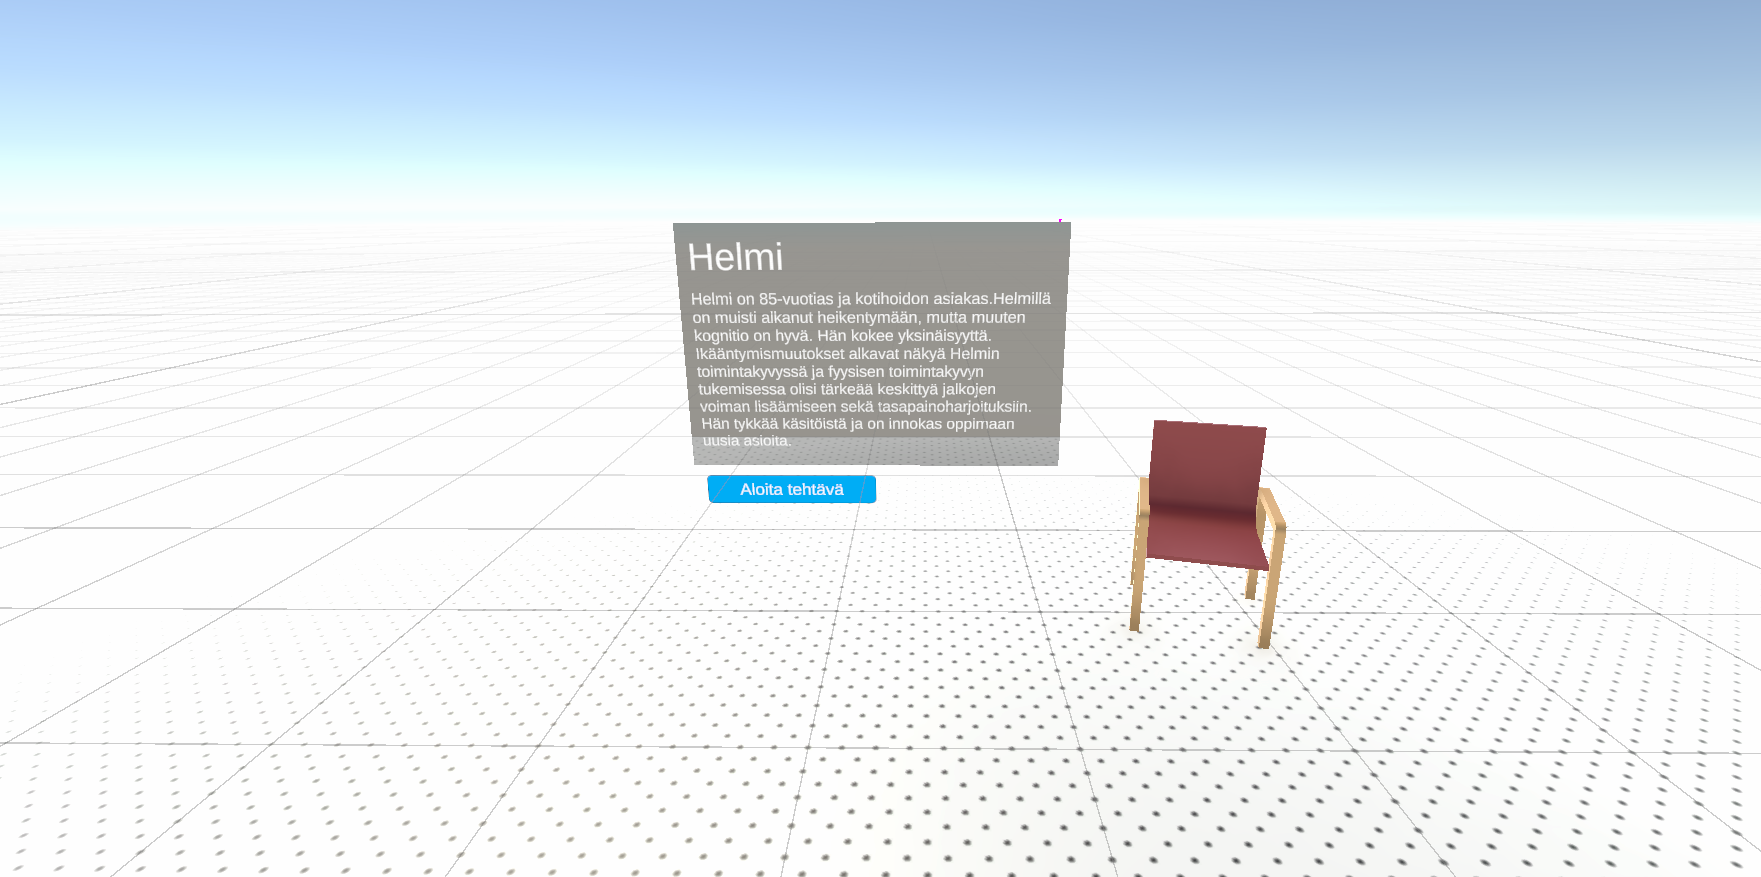 Helmi
Helmi on 85-vuotias ja kotihoidon asiakas.Helmillä
on muisti alkanut heikentymään, mutta muuten
kognitio on hyvä. Hän kokee yksinäisyyttä.
Ikääntymismuutokset alkavat näkyä Helmin
toimintakyvyssä ja fyysisen toimintakyvyn
tukemisessa olisi tärkeää keskittyä jalkojen
voiman lisäämiseen sekä tasapainoharjoituksiin.
Hän tykkää käsitöistä ja on innokas oppimaan
uusia asioita.
Aloita tehtävä